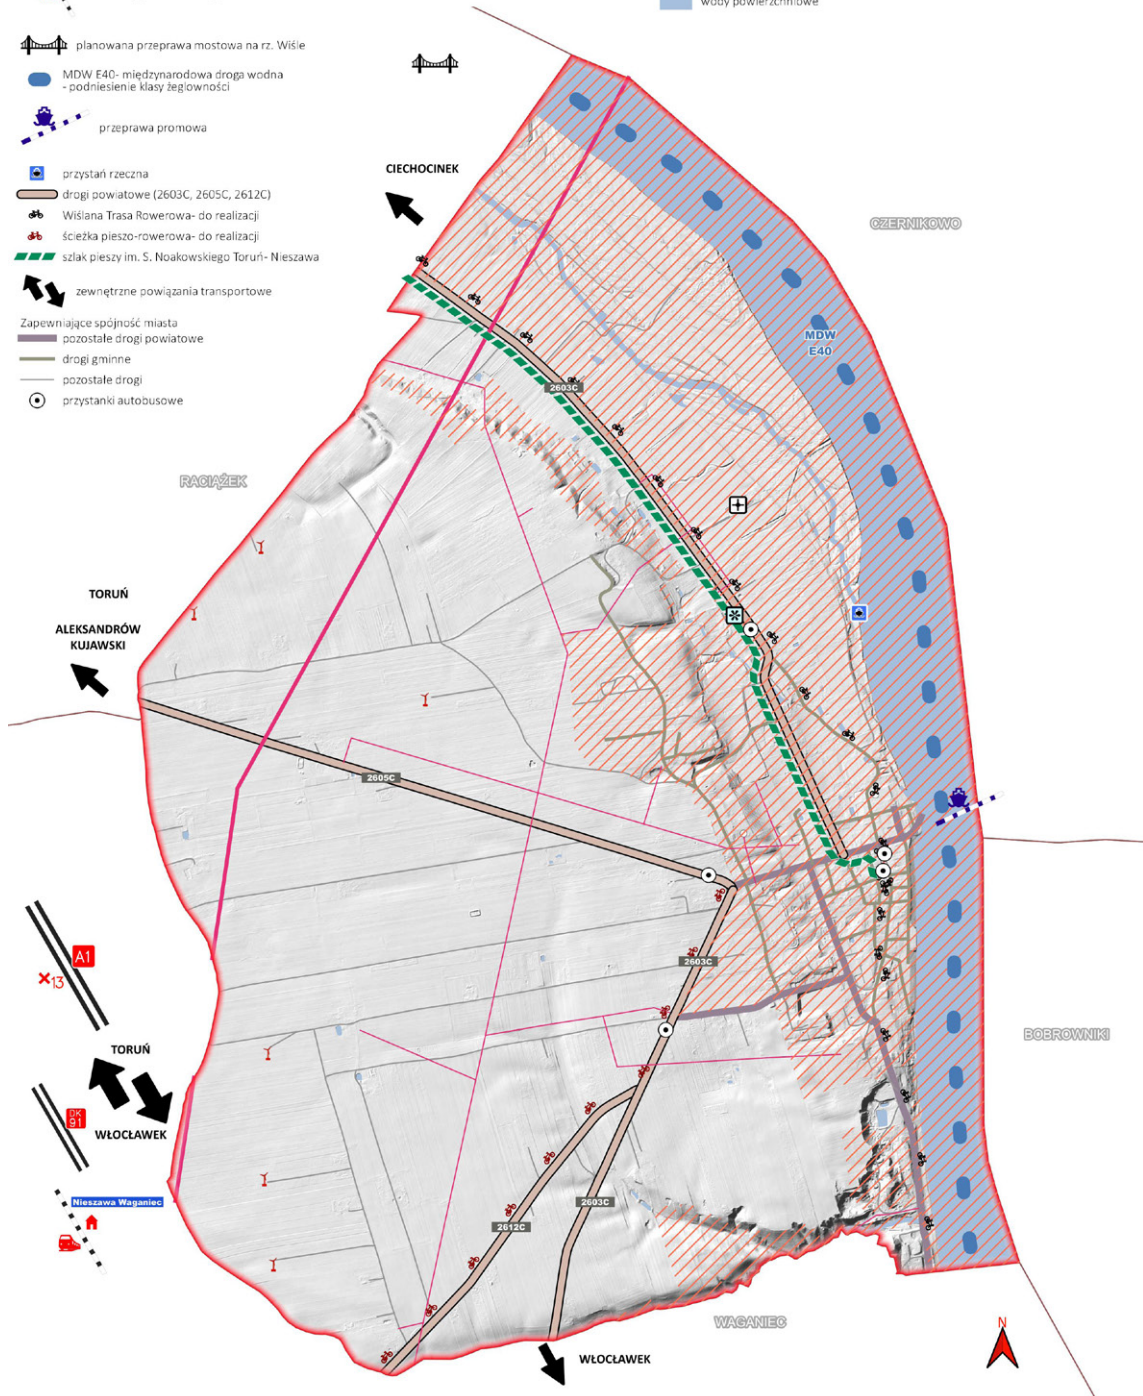 wody powierzchniowe
planowana przeprawa mostowa na rz. Wiśle
MDW E40- międzynarodowa droga wodna
- podniesienie klasy żeglowności
przeprawa promowa
przystań rzeczna
drogi powiatowe (2603C, 2605C, 2612C)
Wiślana Trasa Rowerowa- do realizacji
ścieżka pieszo-rowerowa- do realizacji
szlak pieszy im. S. Noakowskiego Toruń- Nieszawa
zewnętrzne powiązania transportowe
Zapewniające spójność miasta
pozostałe drogi powiatowe
drogi gminne
pozostałe drogi
przystanki autobusowe
CIECHOCINEK
CZERNIKOWO
MDW
E40
2603C
RACIĄŻEK
TORUŃ
ALEKSANDRÓW
KUJAWSKI
2605C
A1
13
2603C
BOBROWNIKI
TORUŃ
DK
91
WŁOCŁAWEK
Nieszawa Waganiec
2603C
2612C
WAGANIEC
N
WŁOCŁAWEK